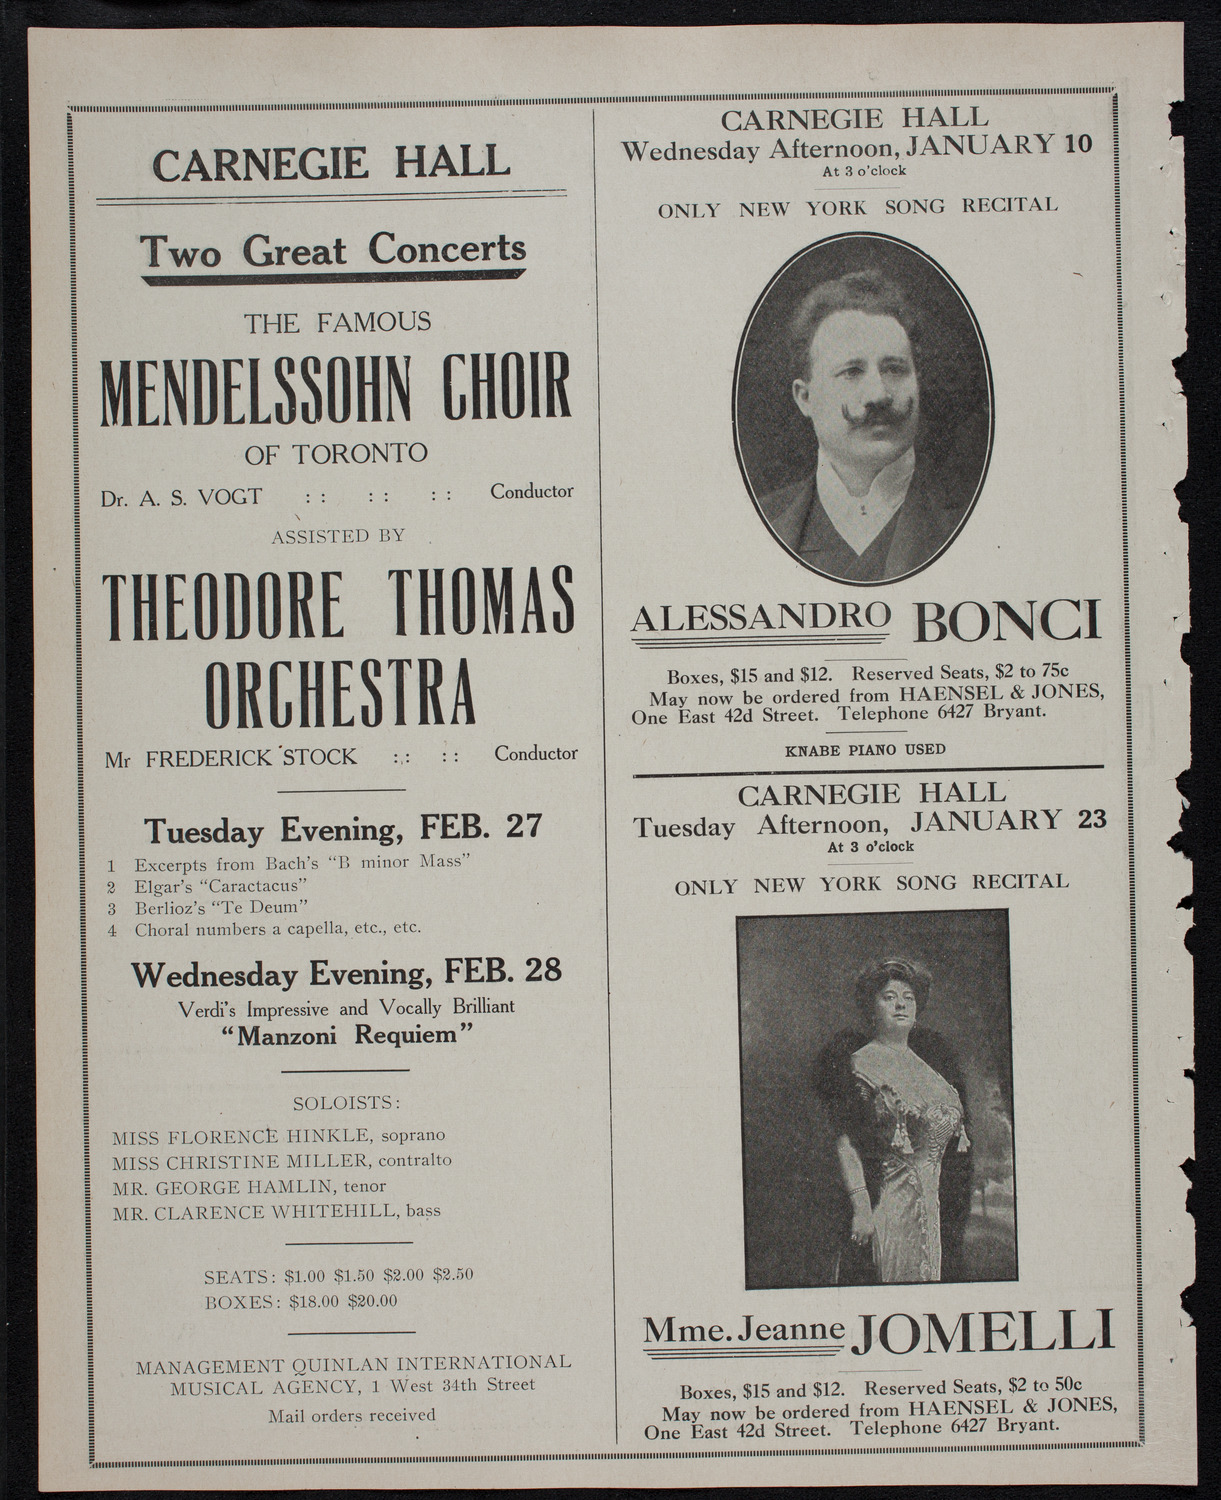 CARNEGIE HALL
Two Great Concerts
THE FAMOUS
MENDELSSOHN CHOIR
OF TORONTO
Dr. A. S. VOGT : : : : : : Conductor
ASSISTED BY
THEODORE THOMAS
ORCHESTRA
Mr FREDERICK STOCK : : : : Conductor
Tuesday Evening, FEB. 27
1 Excerpts from Bach's "B minor Mass"
2 Elgar's "Caractacus"
3 Berlioz's "Te Deum"
4 Choral numbers a capella, etc., etc.
Wednesday Evening, FEB. 28
Verdi's Impressive and Vocally Brilliant
"Manzoni Requiem"
SOLOISTS:
MISS FLORENCE HINKLE, soprano
MISS CHRISTINE MILLER, contralto
MR. GEORGE HAMLIN, tenor
MR. CLARENCE WHITEHILL, bass
SEATS: $1.00 $1.50 $2.00 $2.50
BOXES: $18.00 $20.00
MANAGEMENT QUINLAN INTERNATIONAL
MUSICAL AGENCY, 1 West 34th Street
Mail orders received
CARNEGIE HALL
Wednesday Afternoon, JANUARY 10
At 3 o'clock
ONLY NEW YORK SONG RECITAL
ALESSANDRO BONCI
Boxes, $15 and $12. Reserved Seats, $2 to 75c
May now be ordered from HAENSEL & JONES,
One East 42d Street. Telephone 6427 Bryant.
KNABE PIANO USED
CARNEGIE HALL
Tuesday Afternoon, JANUARY 23
At 3 o'clock
ONLY NEW YORK SONG RECITAL
Mme. Jeanne JOMELLI
Boxes, $15 and $12. Reserved Seats, $2 to 50c
May now be ordered from HAENSEL & JONES,
One East 42d Street. Telephone 6427 Bryant.